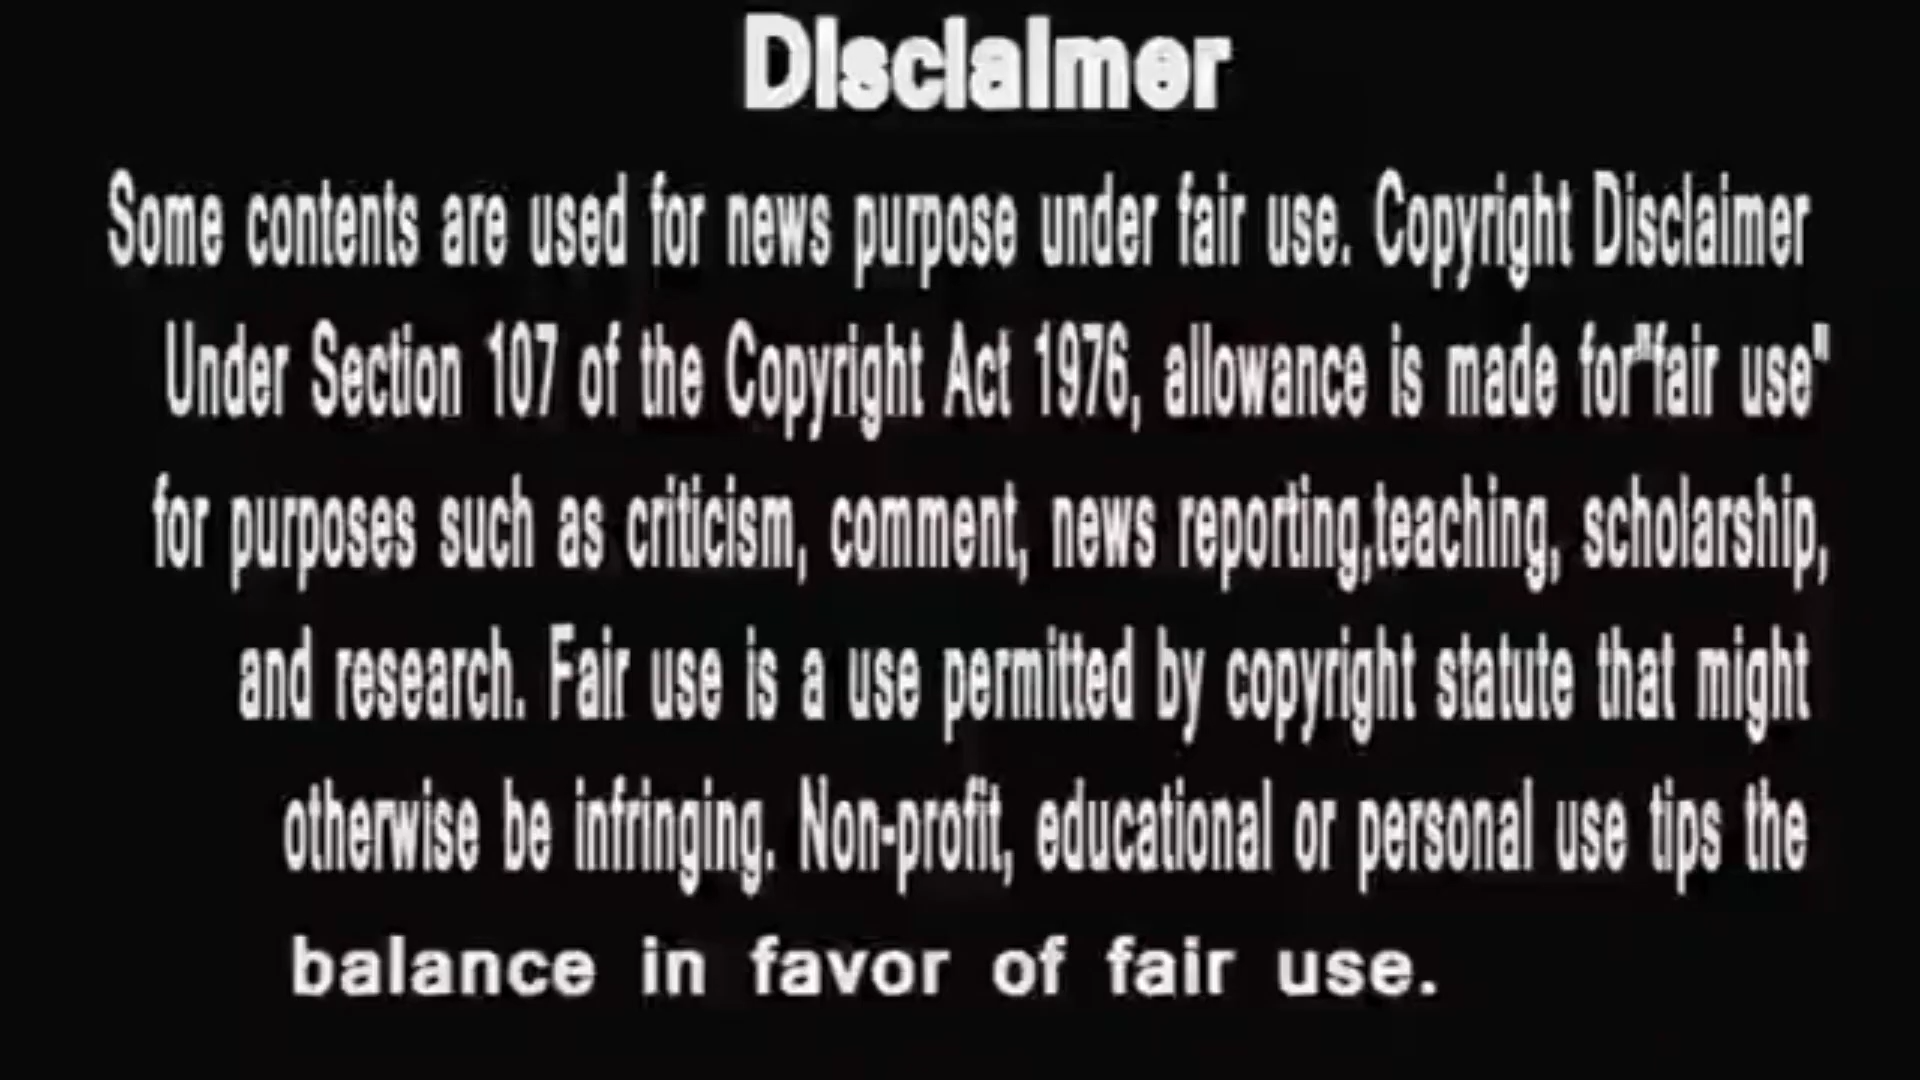 Disclaimer
Some contents are used for news purpose under fair use. Copyright Disclaimer
Under Section 107 of the Copyright Act 1976, allowance is made for"fair use"
for purposes such as criticism, comment, news reporting,teaching, scholarship,
and research. Fair use is a use permitted by copyright statute that might
otherwise be infringing. Non-profit, educational or personal use tips the
balance in favor of fair use.